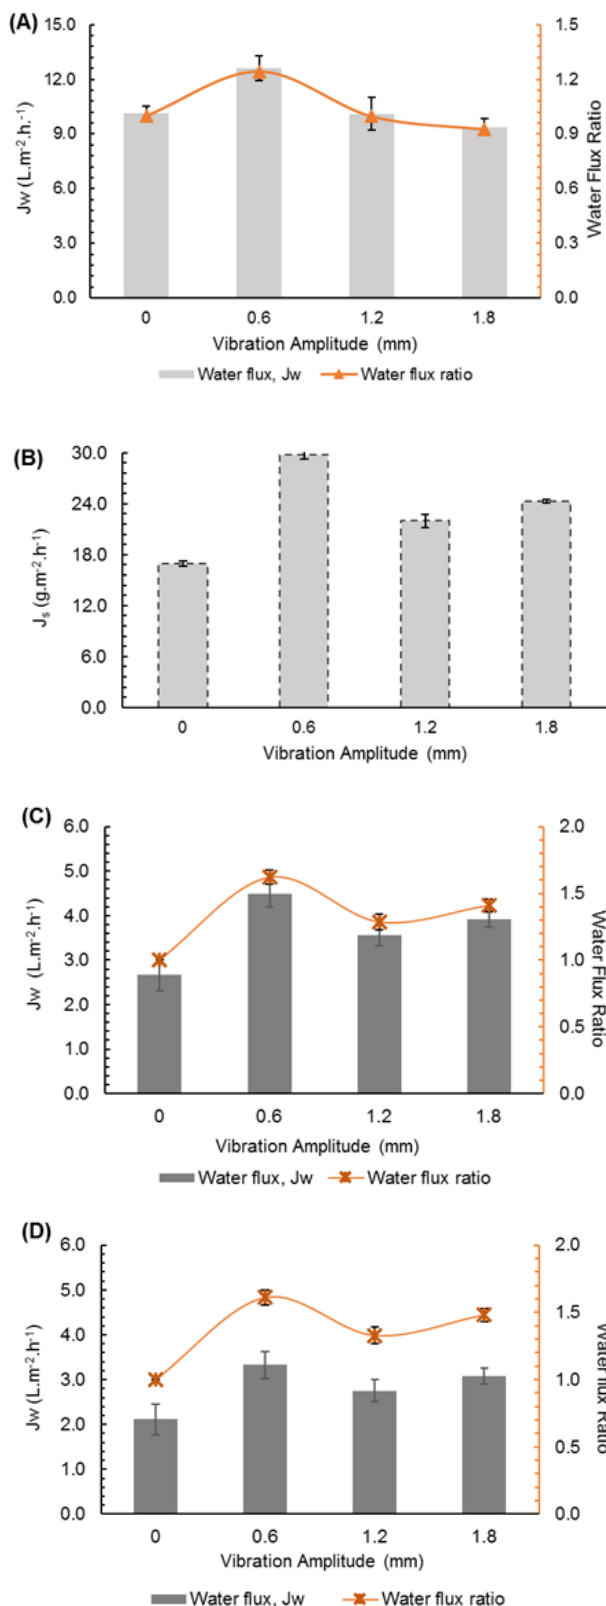 (A)
15.0
12.0
9.0
6.0
3.0
0.0
Jw (L.m-2.h.-1)
1.5
1.2
0.9
0.6
0.3
0.0
Water Flux Ratio
0 0.6 1.2 1.8
Vibration Amplitude (mm)
Water flux, Jw Water flux ratio
(B)
30.0
24.0
18.0
12.0
6.0
0.0
Js (g.m-2.h-1)
0 0.6 1.2 1.8
Vibration Amplitude (mm)
(C)
6.0
5.0
4.0
3.0
2.0
1.0
0.0
Jw (L.m-2.h-1)
2.0
1.5
1.0
0.5
0.0
Water Flux Ratio
0 0.6 1.2 1.8
Vibration Amplitude (mm)
Water flux, Jw Water flux ratio
(D)
6.0
5.0
4.0
3.0
2.0
1.0
0.0
Jw (L.m-2.h-1)
2.0
1.5
1.0
0.5
0.0
Water flux Ratio
0 0.6 1.2 1.8
Vibration Amplitude (mm)
Water flux, Jw Water flux ratio